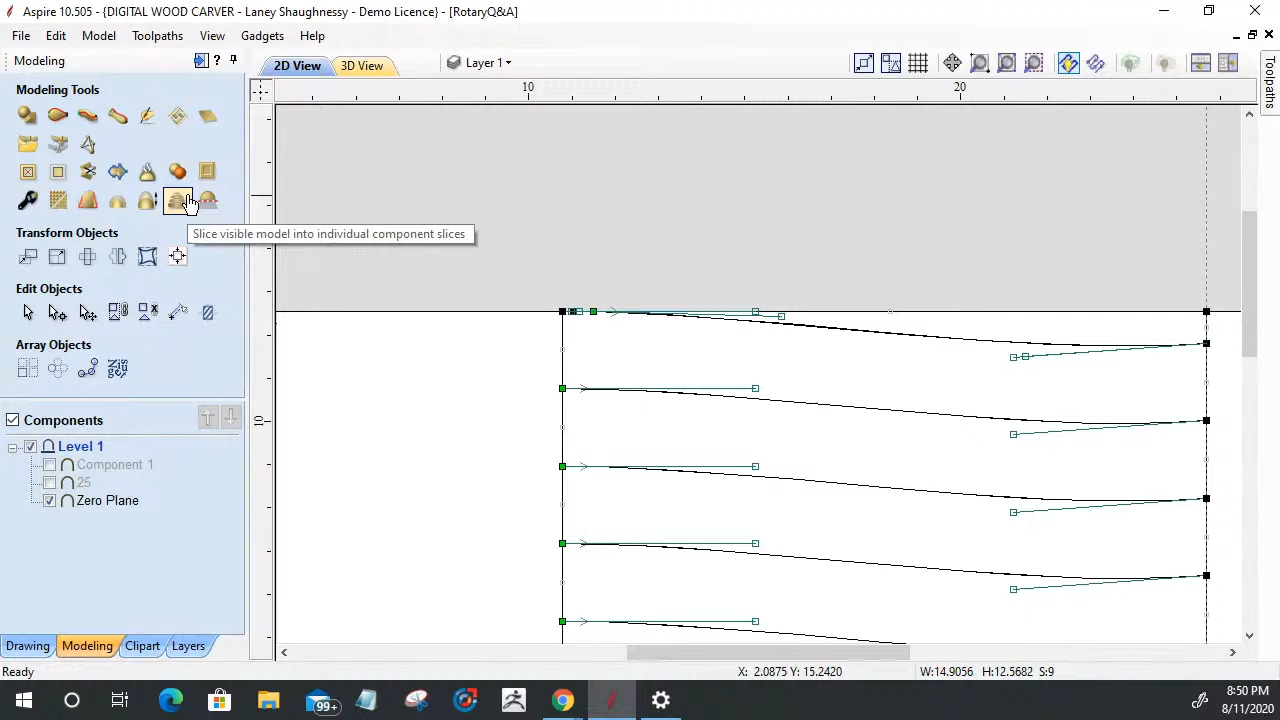 Aspire 10.505 - {DIGITAL WOOD CARVER - Laney Shaughnessy - Demo Licence} - [RotaryQ&A]
File Edit Model Toolpaths View Gadgets Help
Modeling
2D View 3D View Layer 1
Modeling Tools
10 20
Slice visible model into individual component slices
Transform Objects
Edit Objects
Array Objects
10
Components
Level 1
Component 1
25
Zero Plane
Drawing Modeling Clipart Layers
Toolpaths
Ready X: 2.0875 Y: 15.2420 W:14.9056 H:12.5682 S:9
99+
8:50 PM
8/11/2020